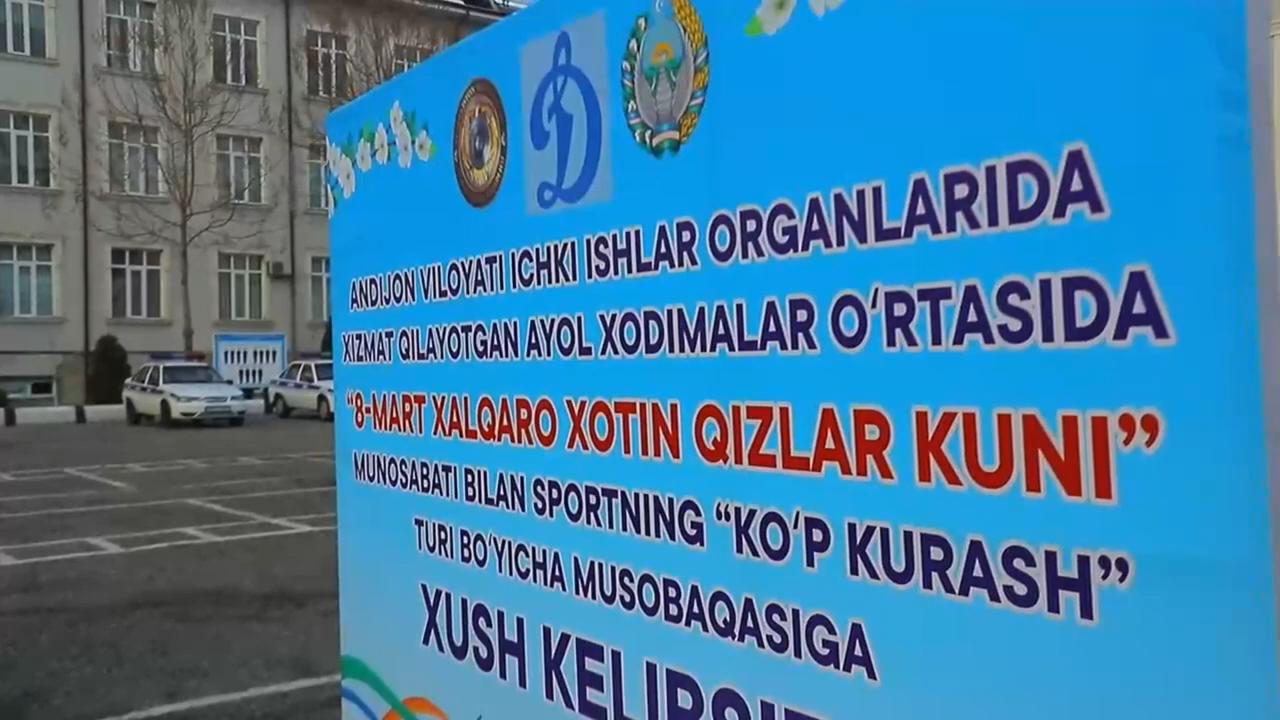 ANDIJON VILOYATI ICHKI ISHLAR ORGANLARIDA
XIZMAT QILAYOTGAN AYOL XODIMALAR O‘RTASIDA
“8-MART XALQARO XOTIN QIZLAR KUNI”
MUNOSABATI BILAN SPORTNING “KO‘P KURASH”
TURI BO‘YICHA MUSOBAQASIGA
XUSH